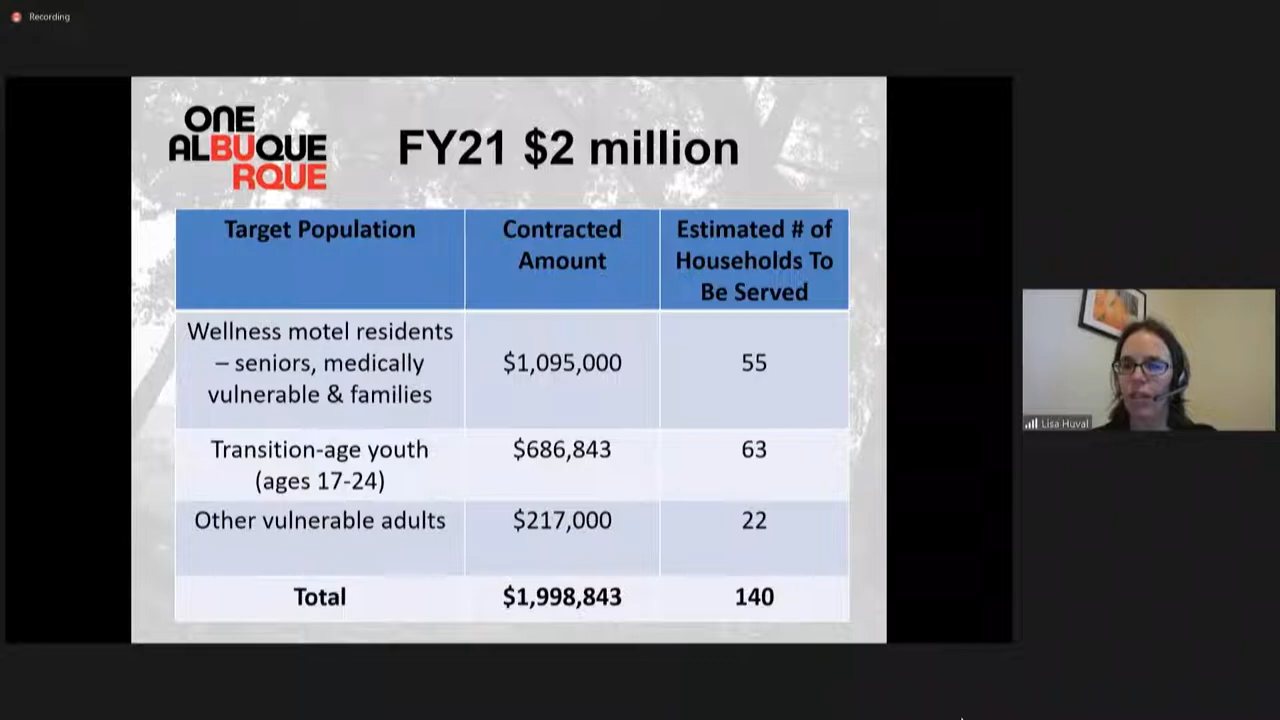 Recording
ONE
ALBUQUE
RQUE
FY21 $2 million
Target Population
Contracted
Amount
Estimated # of
Households To
Be Served
Wellness motel residents
– seniors, medically
vulnerable & families
$1,095,000
55
Transition-age youth
(ages 17-24)
$686,843
63
Other vulnerable adults
$217,000
22
Total
$1,998,843
140
Lisa Huval